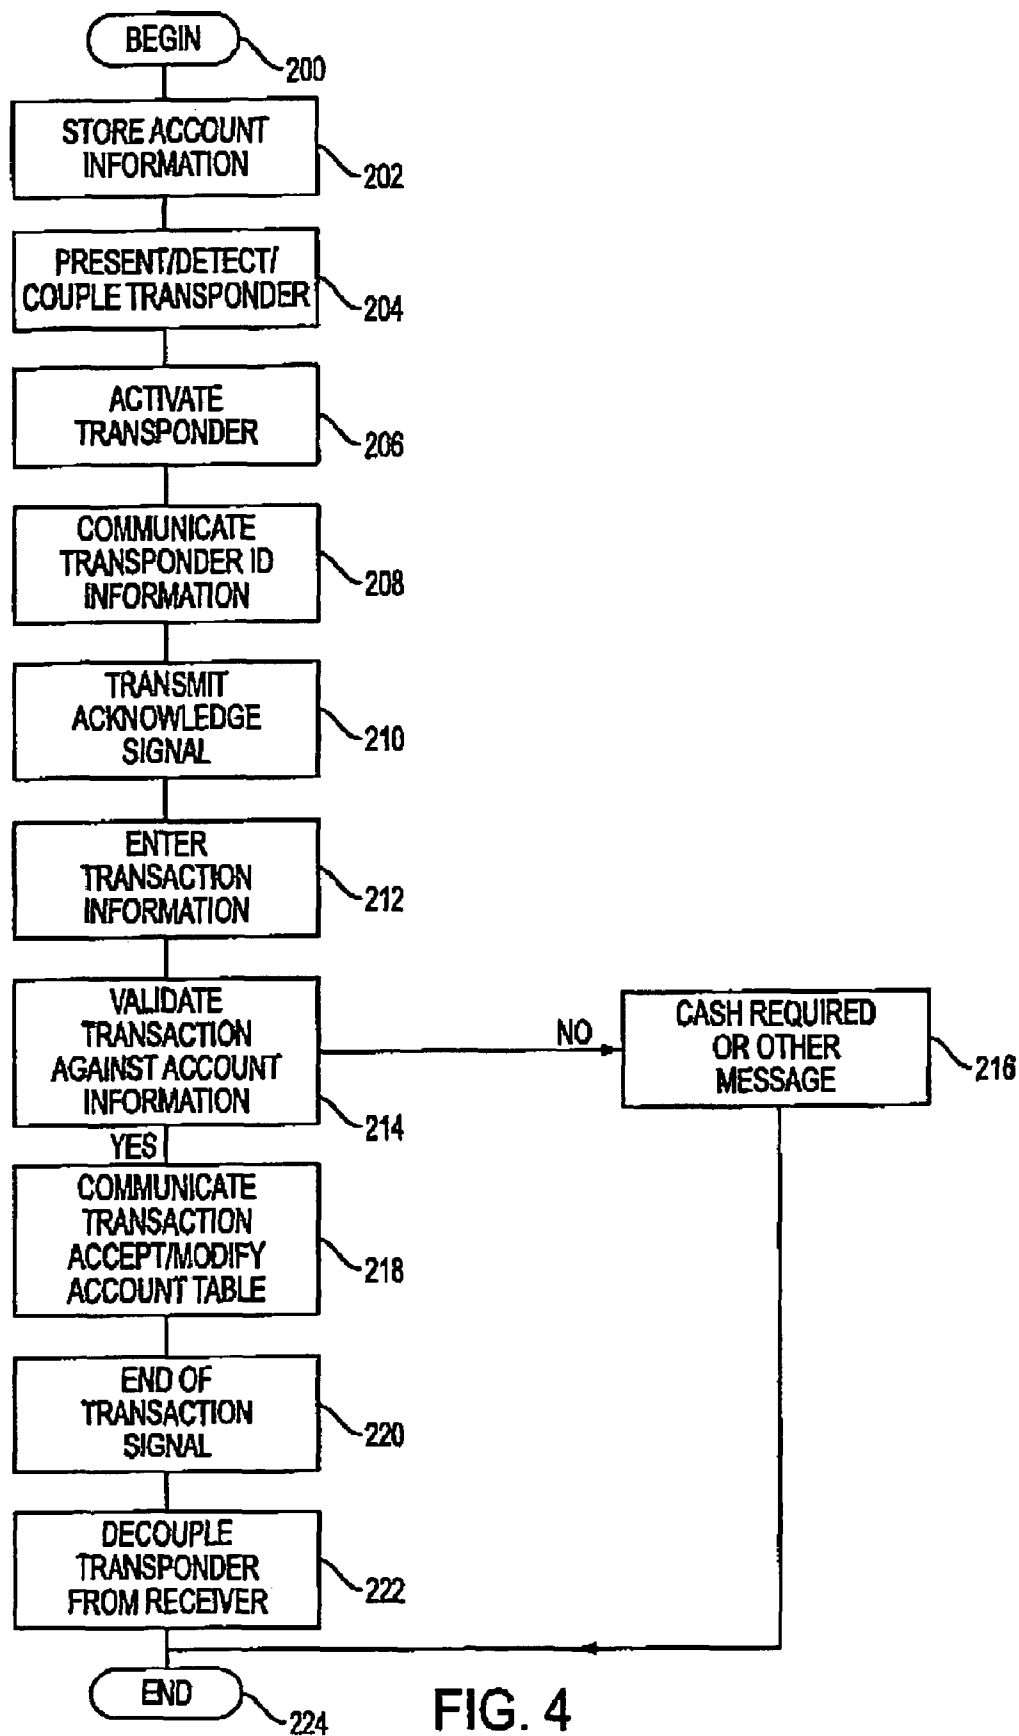 BEGIN
200
STORE ACCOUNT
INFORMATION
202
PRESENT/DETECT/
COUPLE TRANSPONDER
204
ACTIVATE
TRANSPONDER
206
COMMUNICATE
TRANSPONDER ID
INFORMATION
208
TRANSMIT
ACKNOWLEDGE
SIGNAL
210
ENTER
TRANSACTION
INFORMATION
212
VALIDATE
TRANSACTION
AGAINST ACCOUNT
INFORMATION
214
NO
CASH REQUIRED
OR OTHER
MESSAGE
216
YES
COMMUNICATE
TRANSACTION
ACCEPT/MODIFY
ACCOUNT TABLE
218
END OF
TRANSACTION
SIGNAL
220
DECOUPLE
TRANSPONDER
FROM RECEIVER
222
END
224
FIG. 4